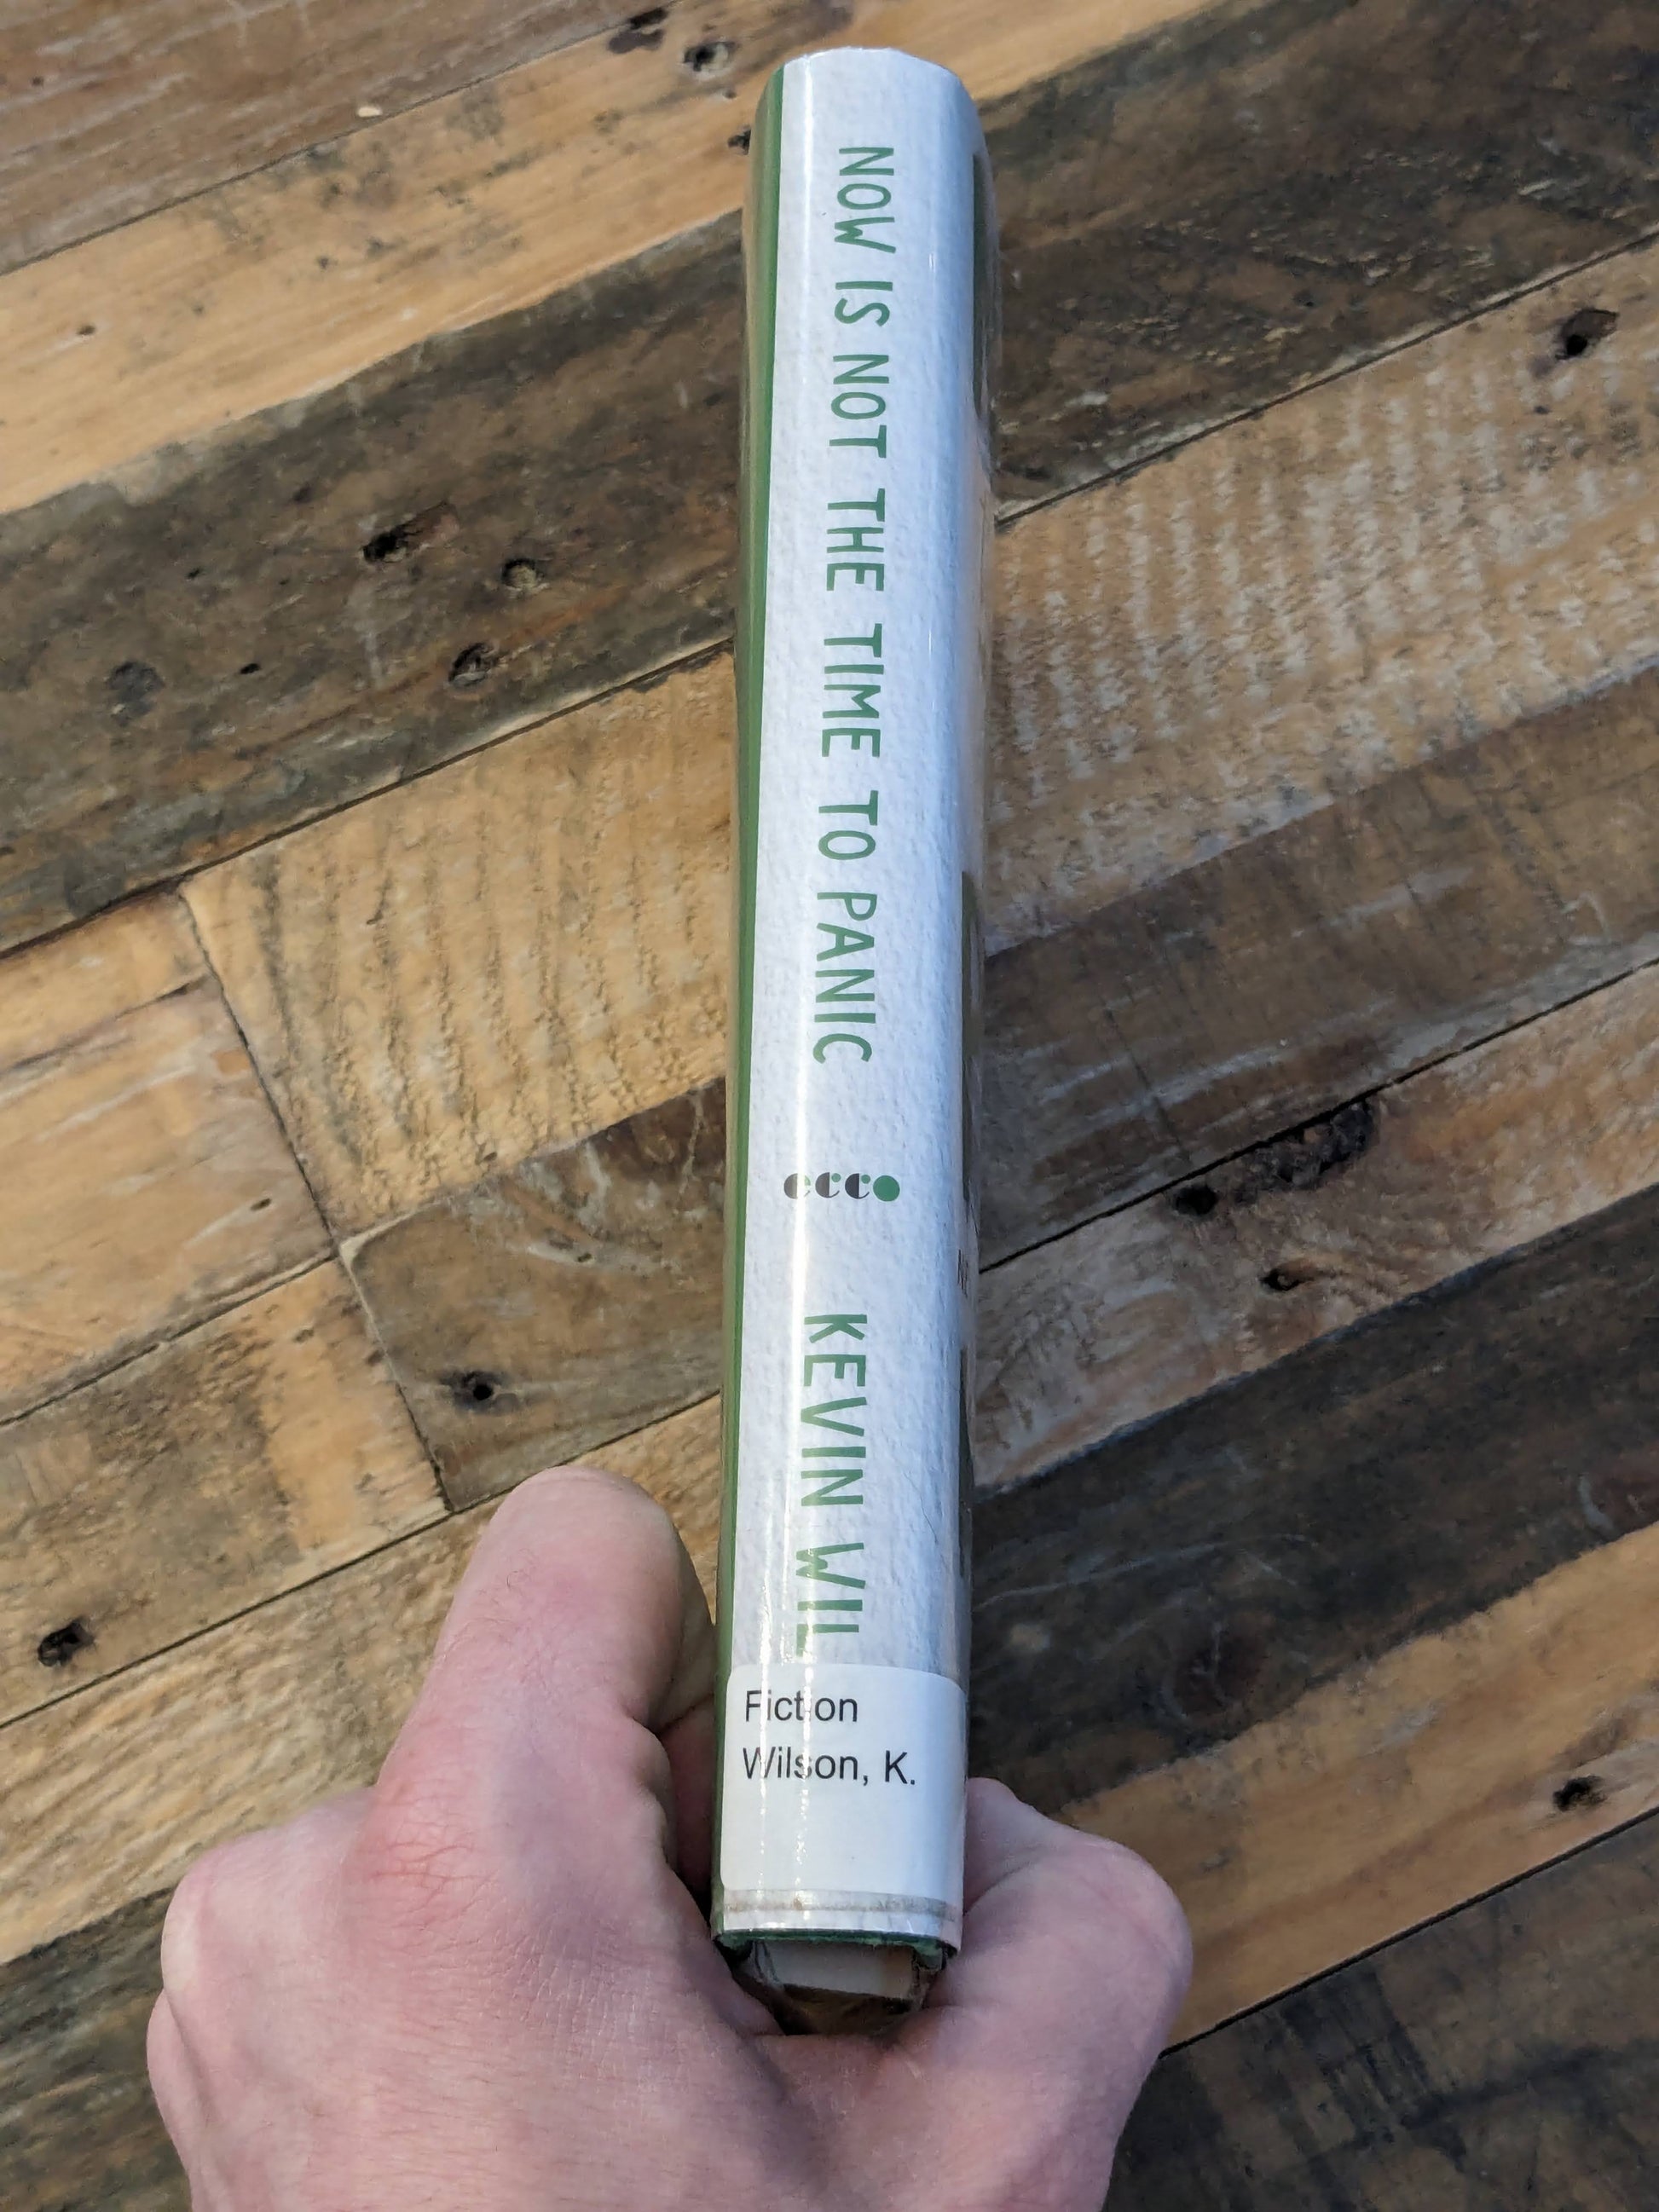 NOW IS NOT THE TIME TO PANIC
ecco
KEVIN WIL
Fiction
Wilson, K.